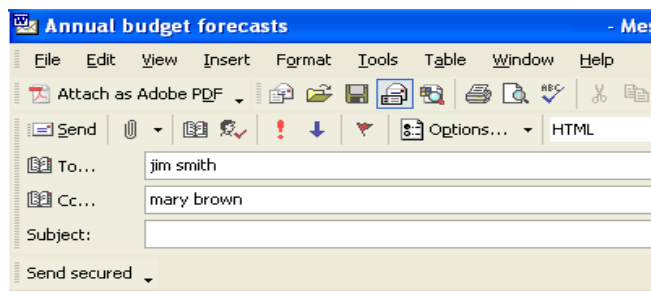 Annual budget forecasts - Mes
File Edit View Insert Format Tools Table Window Help
Attach as Adobe PDF
Send Options... HTML
To... jim smith
Cc... mary brown
Subject:
Send secured